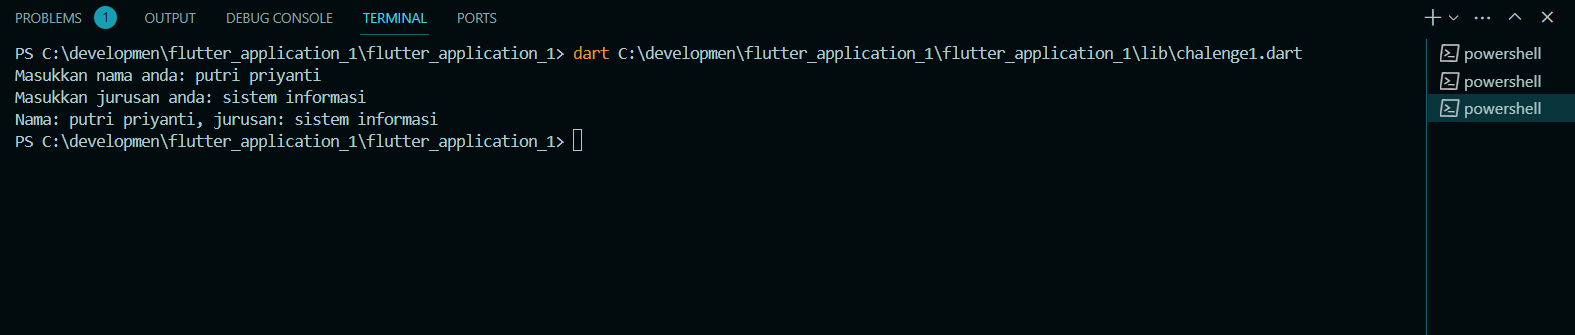 PROBLEMS 1 OUTPUT DEBUG CONSOLE TERMINAL PORTS
PS C:\developmen\flutter_application_1\flutter_application_1> dart C:\developmen\flutter_application_1\flutter_application_1\lib\chalenge1.dart
Masukkan nama anda: putri priyanti
Masukkan jurusan anda: sistem informasi
Nama: putri priyanti, jurusan: sistem informasi
PS C:\developmen\flutter_application_1\flutter_application_1>
powershell
powershell
powershell